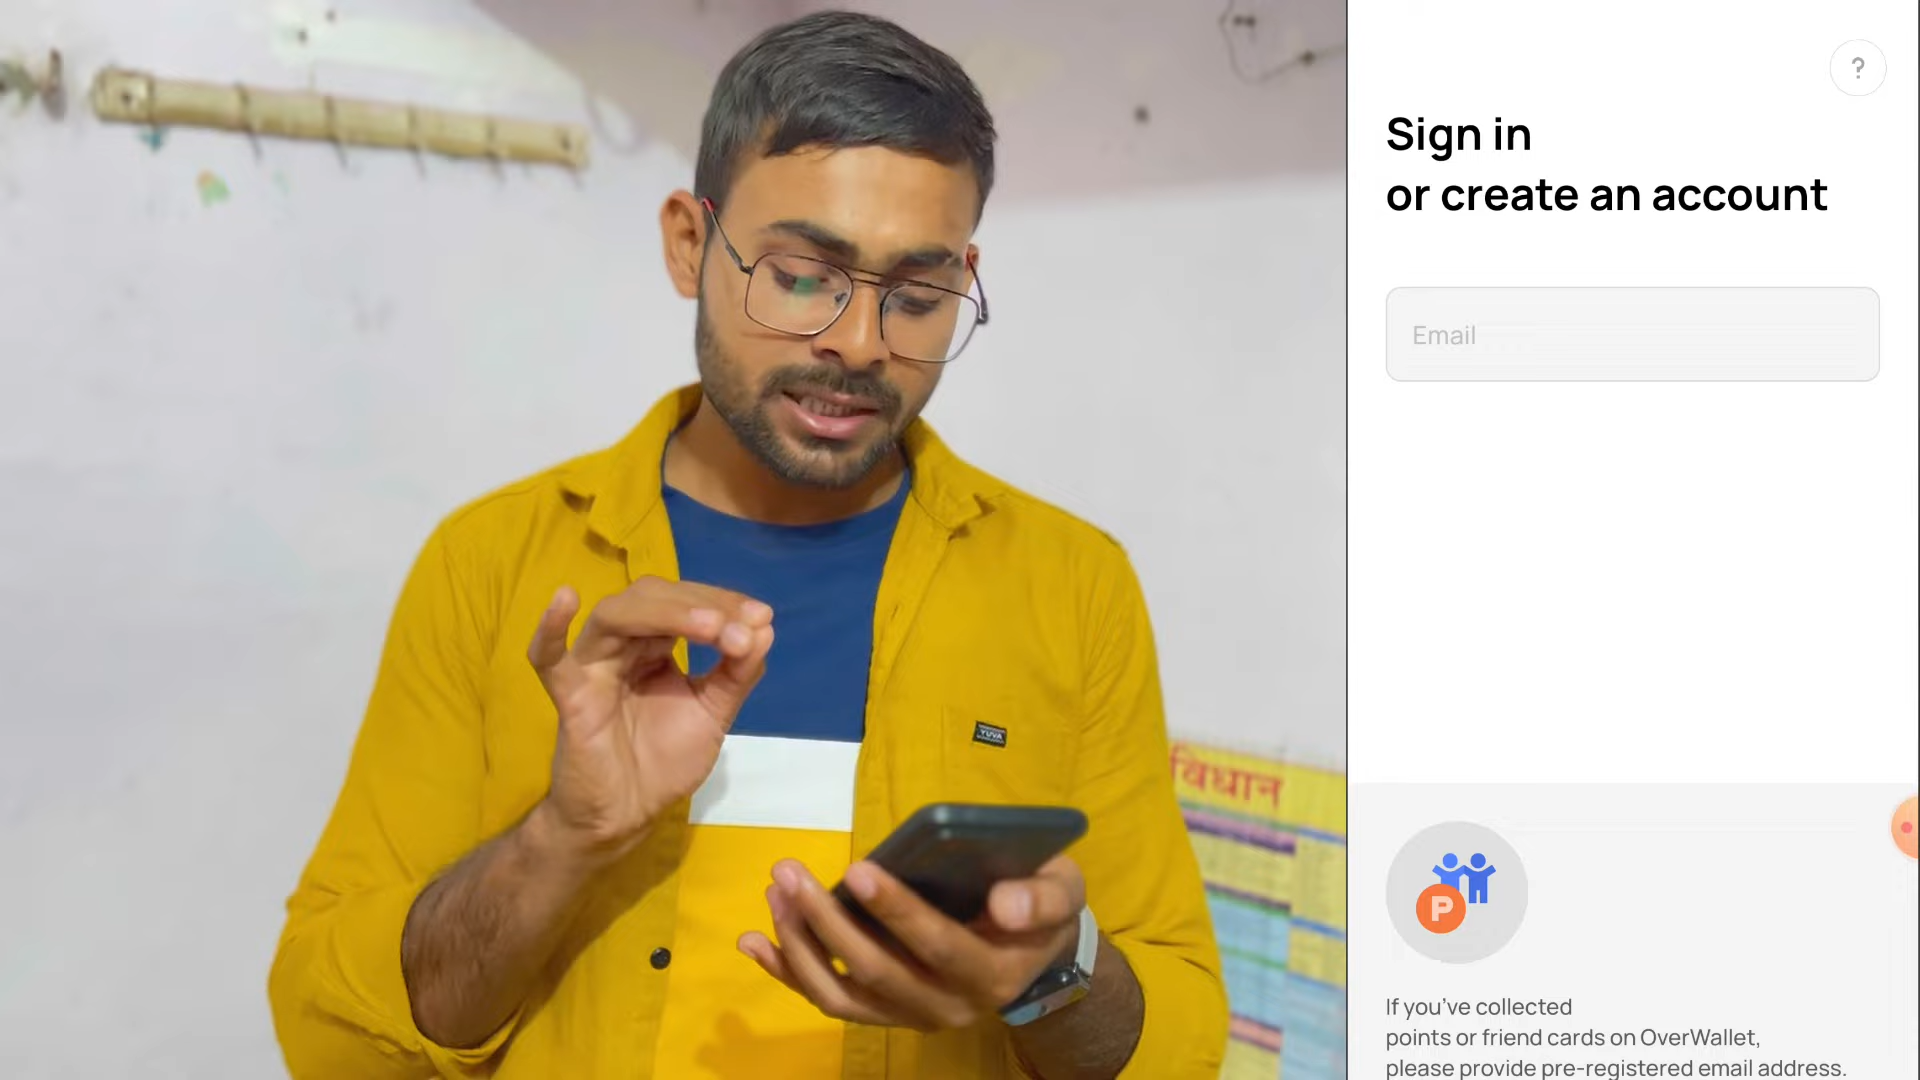 ?
Sign in
or create an account
Email
YUVA
विधान
P
If you've collected
points or friend cards on OverWallet,
please provide pre-registered email address.